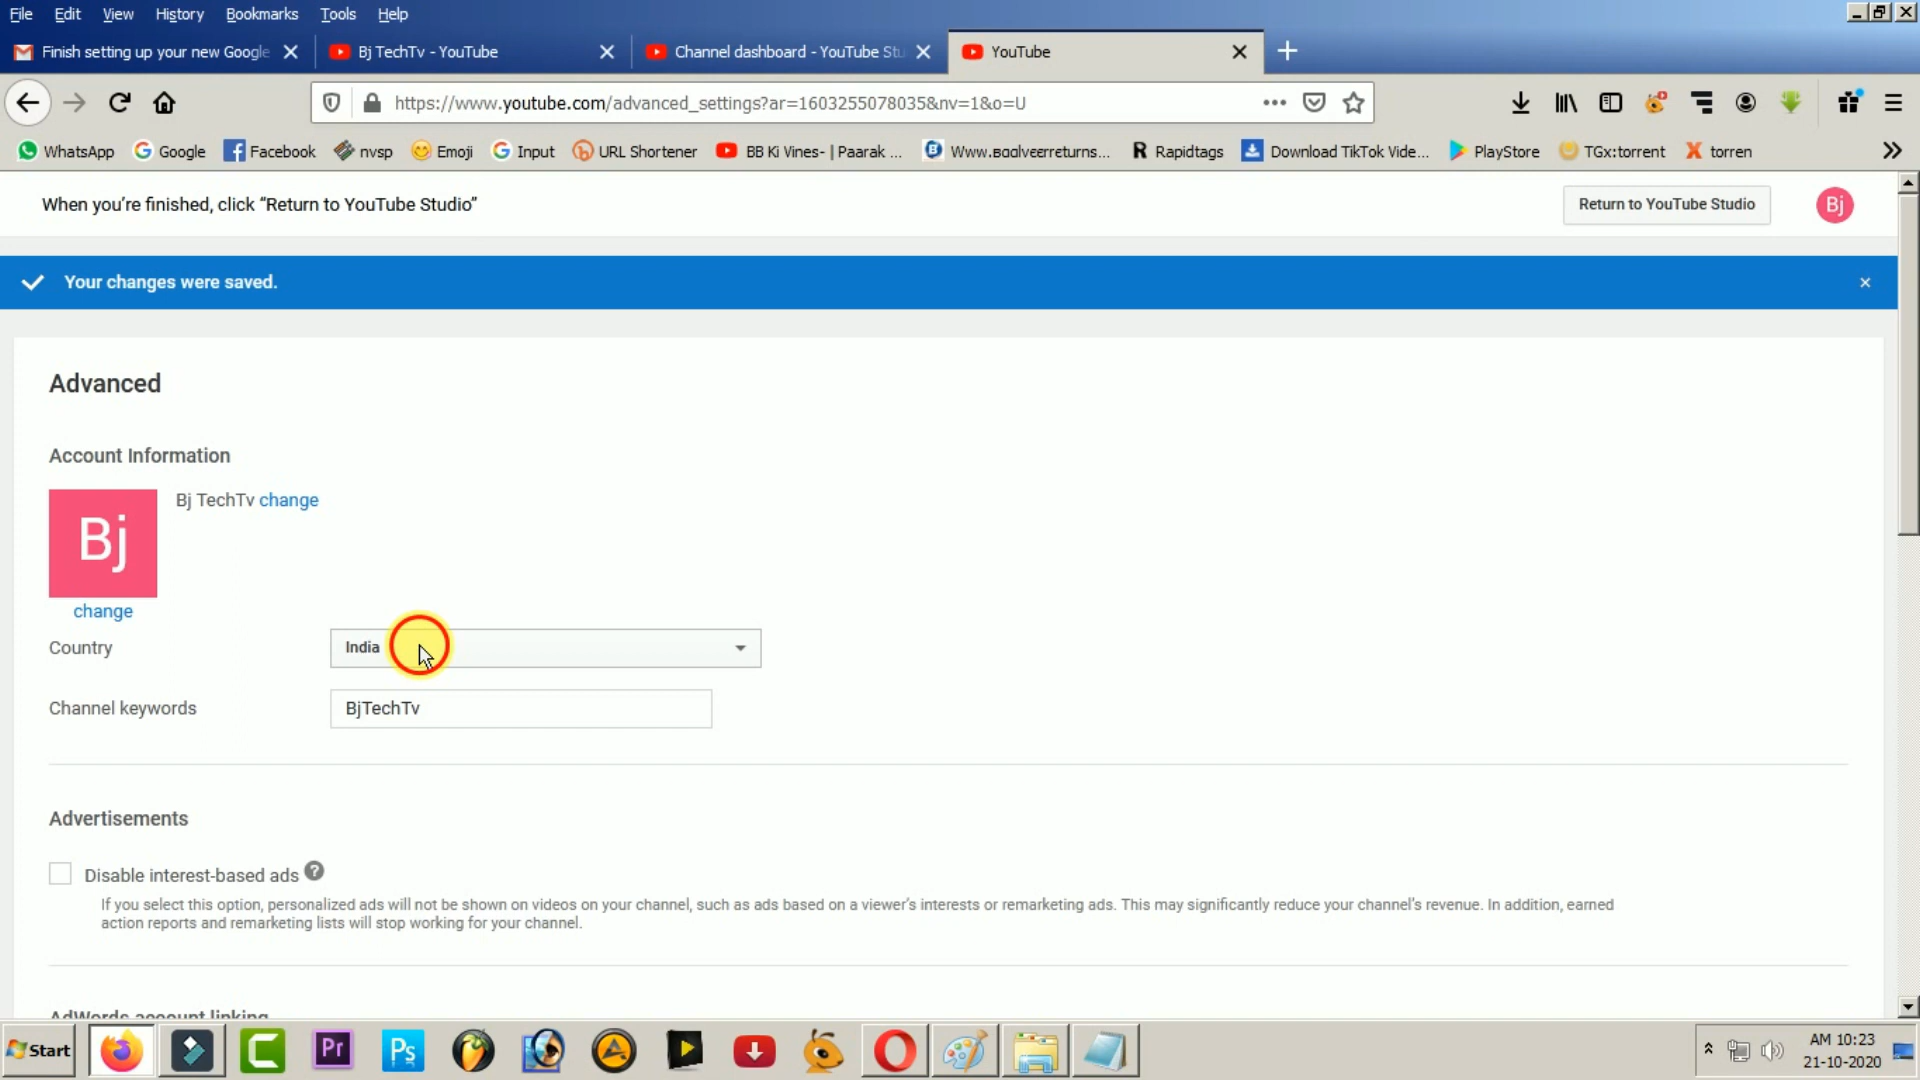 File Edit View History Bookmarks Tools Help
Finish setting up your new Google
Bj TechTv - YouTube
Channel dashboard - YouTube Stu
YouTube
https://www.youtube.com/advanced_settings?ar=1603255078035&nv=1&o=U
WhatsApp Google Facebook nvsp Emoji Input URL Shortener BB Ki Vines- | Paarak ... Rapidtags Download TikTok Vide... PlayStore TGx:torrent torren
When you’re finished, click “Return to YouTube Studio”
Return to YouTube Studio
Bj
Your changes were saved.
Advanced
Account Information
Bj
Bj TechTv change
change
Country
India
Channel keywords
BjTechTv
Advertisements
Disable interest-based ads
If you select this option, personalized ads will not be shown on videos on your channel, such as ads based on a viewer’s interests or remarketing ads. This may significantly reduce your channel’s revenue. In addition, earned
action reports and remarketing lists will stop working for your channel.
AdWords account linking
Start
Pr
Ps
AM 10:23
21-10-2020